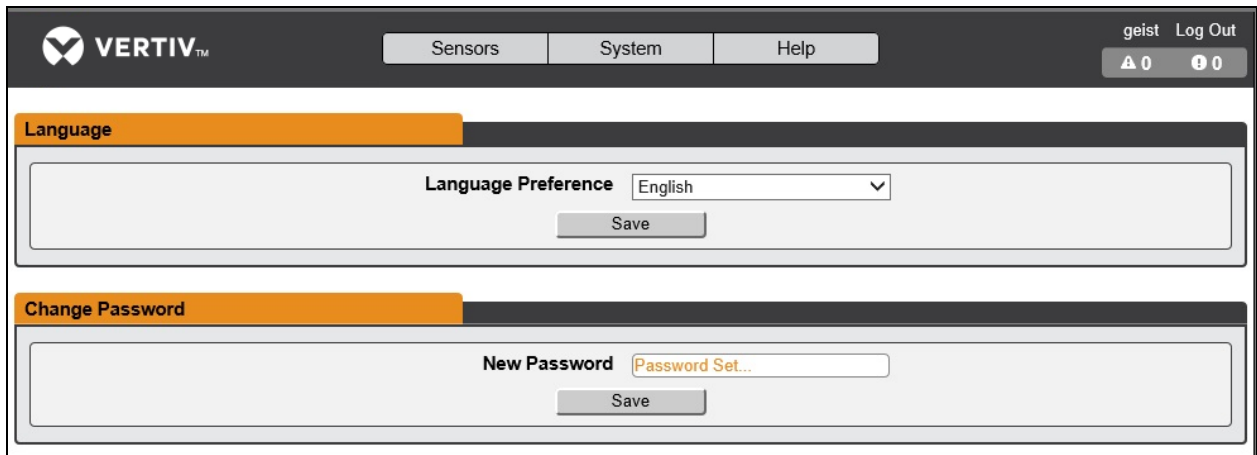 VERTIV™ Sensors System Help geist Log Out
0 0
Language
Language Preference English
Save
Change Password
New Password Password Set...
Save